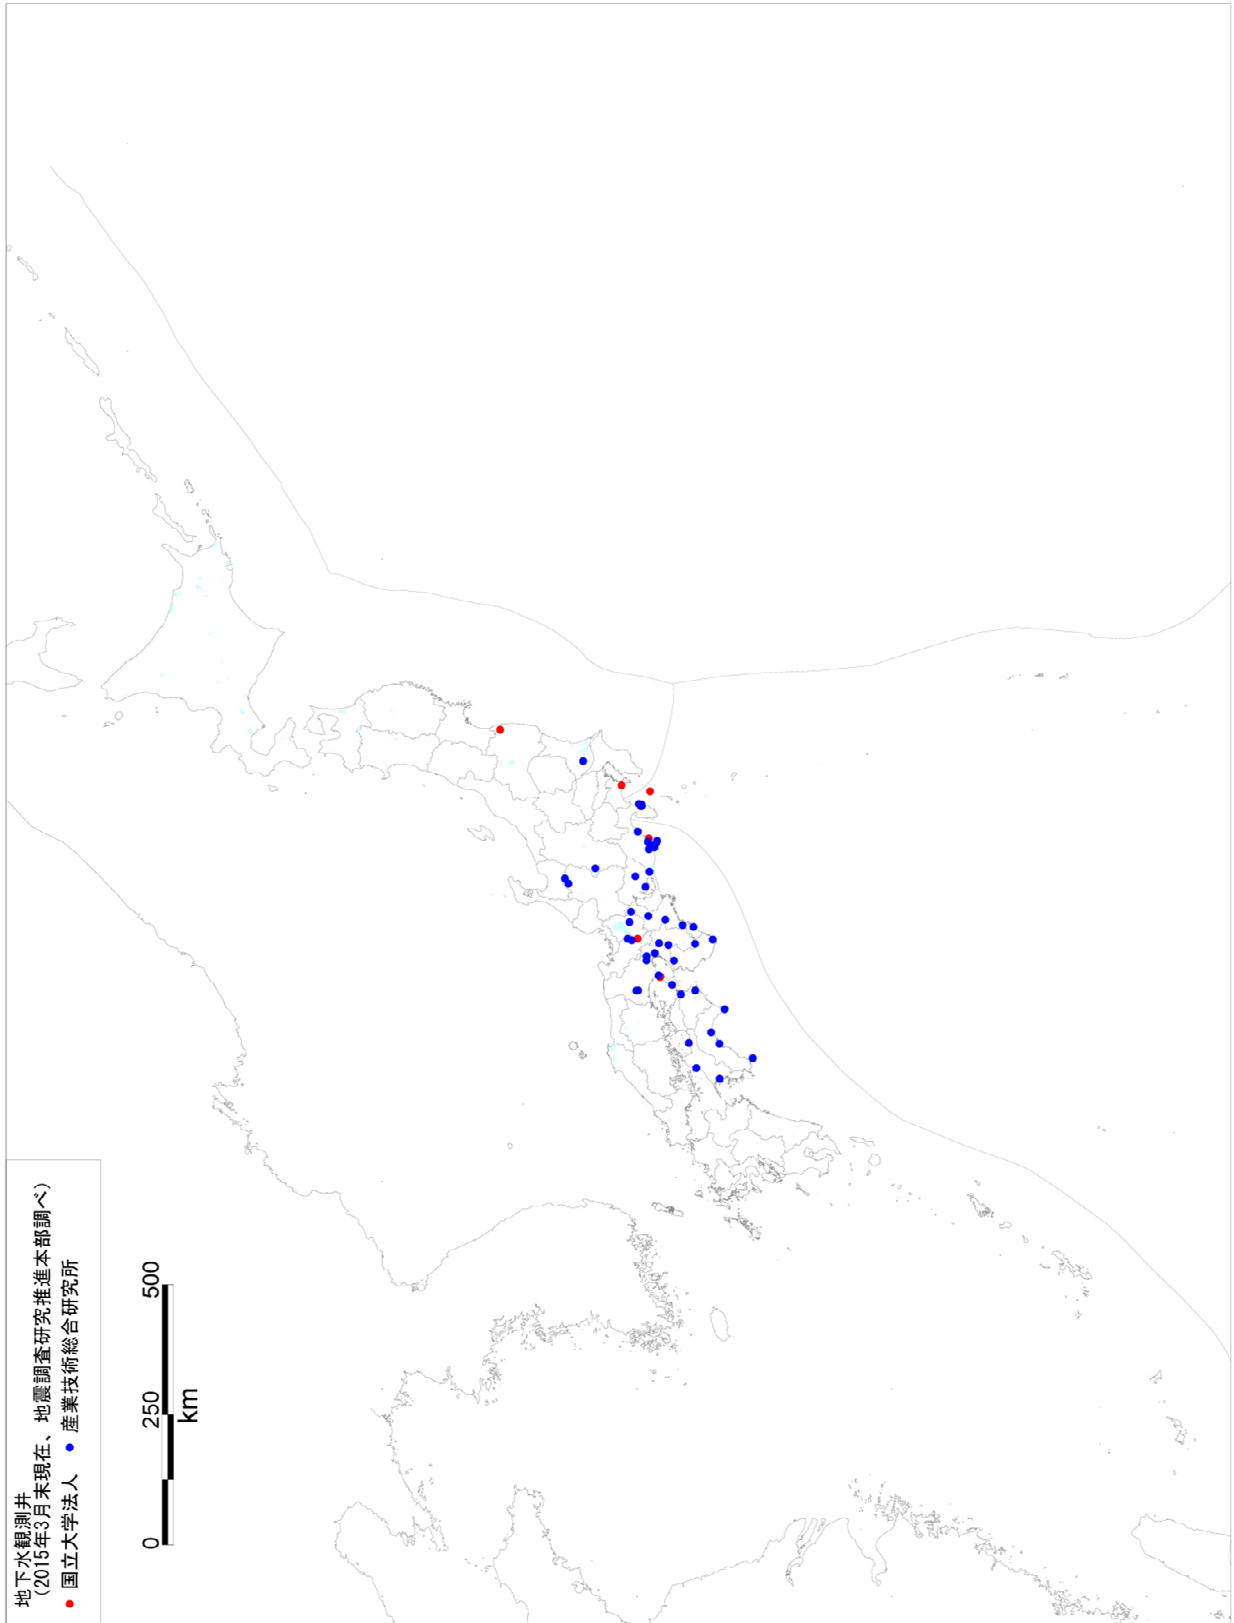 地下水観測井
(2015年3月末現在、地震調査研究推進本部調べ)
● 国立大学法人 ● 産業技術総合研究所
0 250 500
km